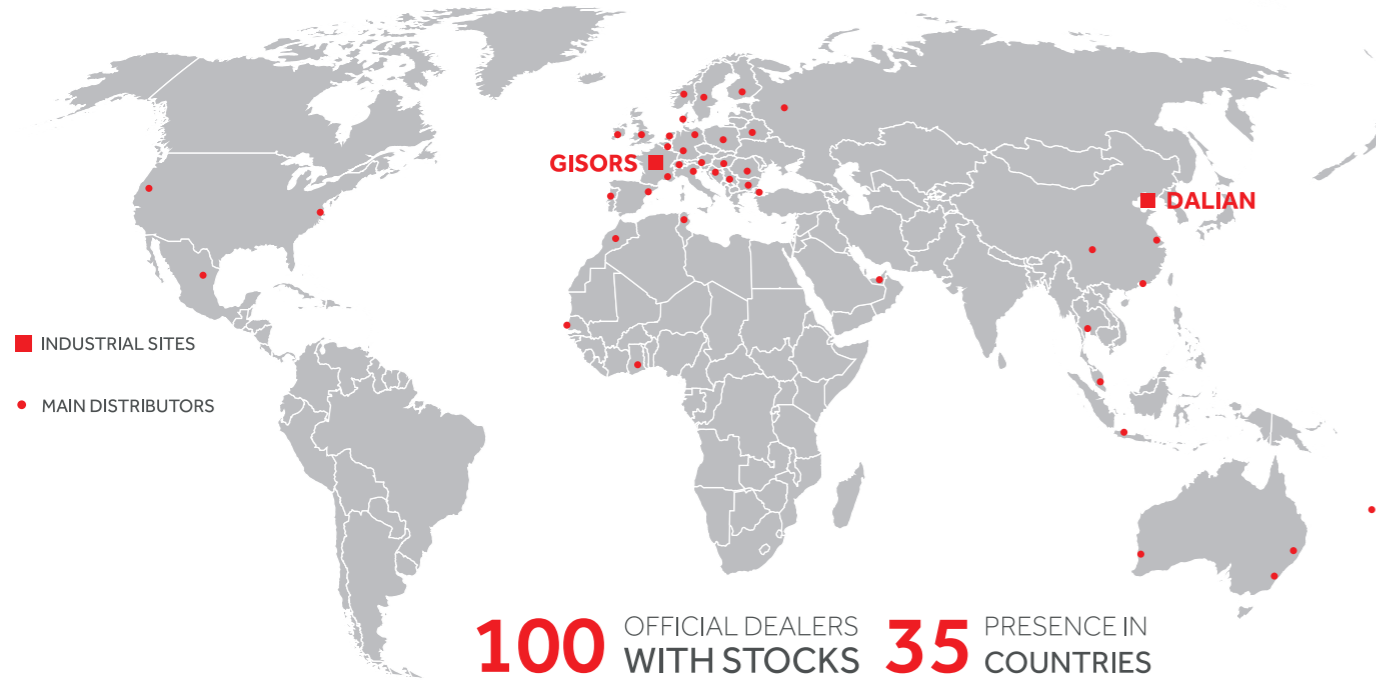 GISORS
DALIAN
INDUSTRIAL SITES
MAIN DISTRIBUTORS
100 OFFICIAL DEALERS
WITH STOCKS
35 PRESENCE IN
COUNTRIES